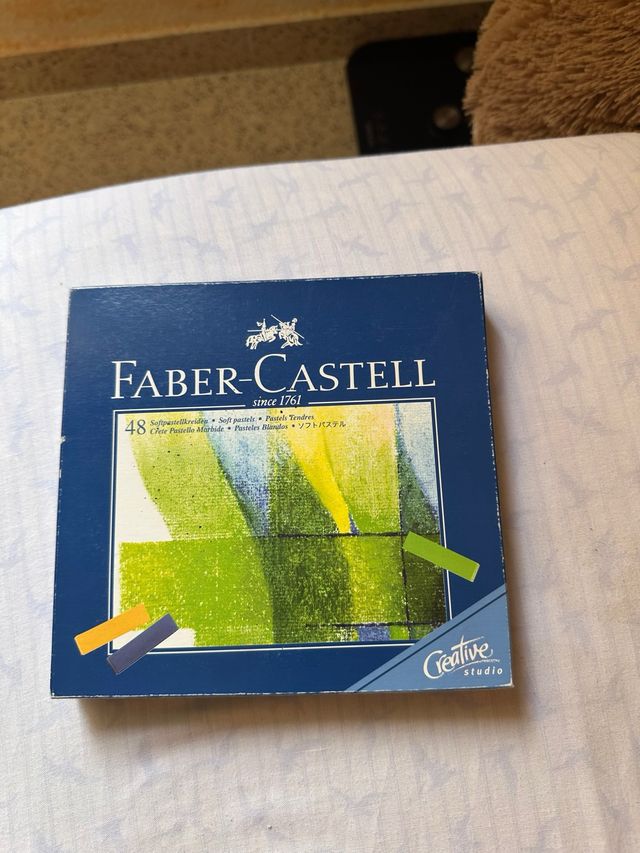 FABER-CASTELL
since 1761
48 Softpastellkreiden • Soft pastels • Pastels Tendres
Crete Pastello Morbide • Pasteles Blandos • ソフトパステル
Creative
studio